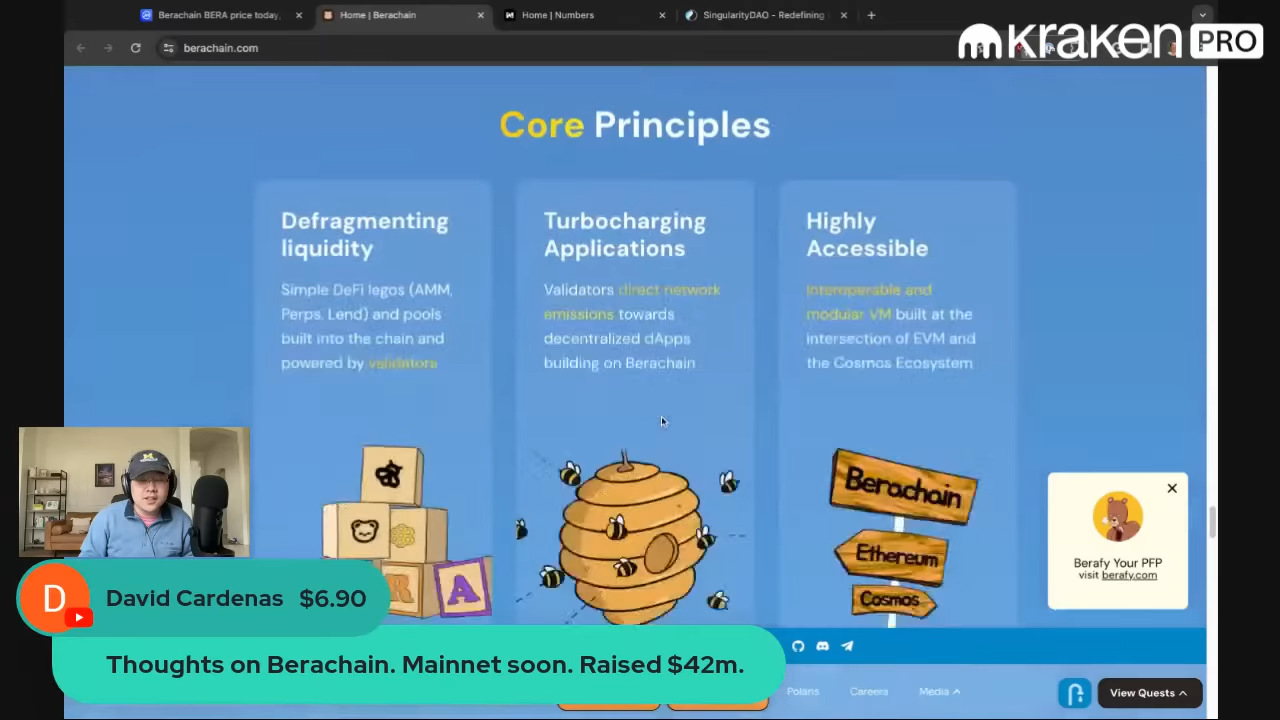 Berachain BERA price today,
Home | Berachain
Home | Numbers
SingularityDAO - Redefining
berachain.com
kraken PRO
Core Principles
Defragmenting
liquidity
Simple DeFi legos (AMM,
Perps, Lend) and pools
built into the chain and
powered by validators
Turbocharging
Applications
Validators direct network
emissions towards
decentralized dApps
building on Berachain
Highly
Accessible
Interoperable and
modular VM built at the
intersection of EVM and
the Cosmos Ecosystem
R
A
Berachain
Ethereum
Cosmos
Berafy Your PFP
visit berafy.com
D
David Cardenas $6.90
Thoughts on Berachain. Mainnet soon. Raised $42m.
Polaris
Careers
Media
View Quests